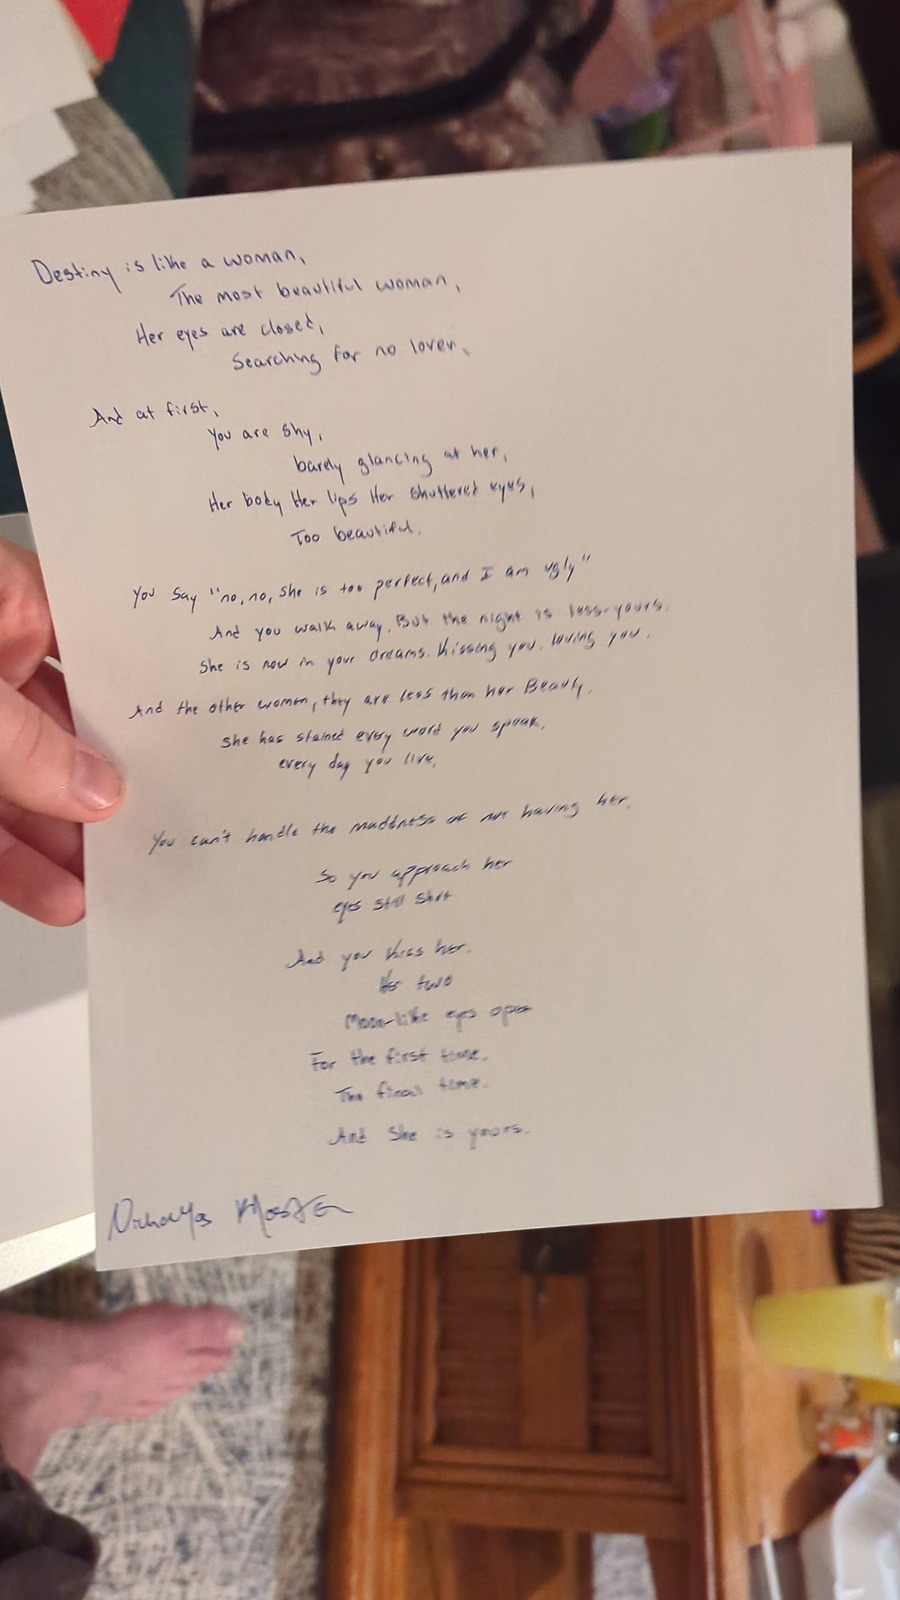 Destiny is like a woman,
The most beautiful woman,
Her eyes are closed,
Searching for no lover.
And at first,
You are shy,
barely glancing at her,
Her body Her lips Her shuttered eyes,
Too beautiful.
You say "no, no, she is too perfect, and I am ugly"
And you walk away. But the night is less-yours.
She is now in your dreams. Kissing you. loving you.
And the other women, they are less than her Beauty.
She has stained every word you speak,
every day you live.
You can't handle the maddness of not having her.
So you approach her
eyes still shut
And you kiss her.
Her two
Moon-like eyes open
For the first time.
The final time.
And She is yours.